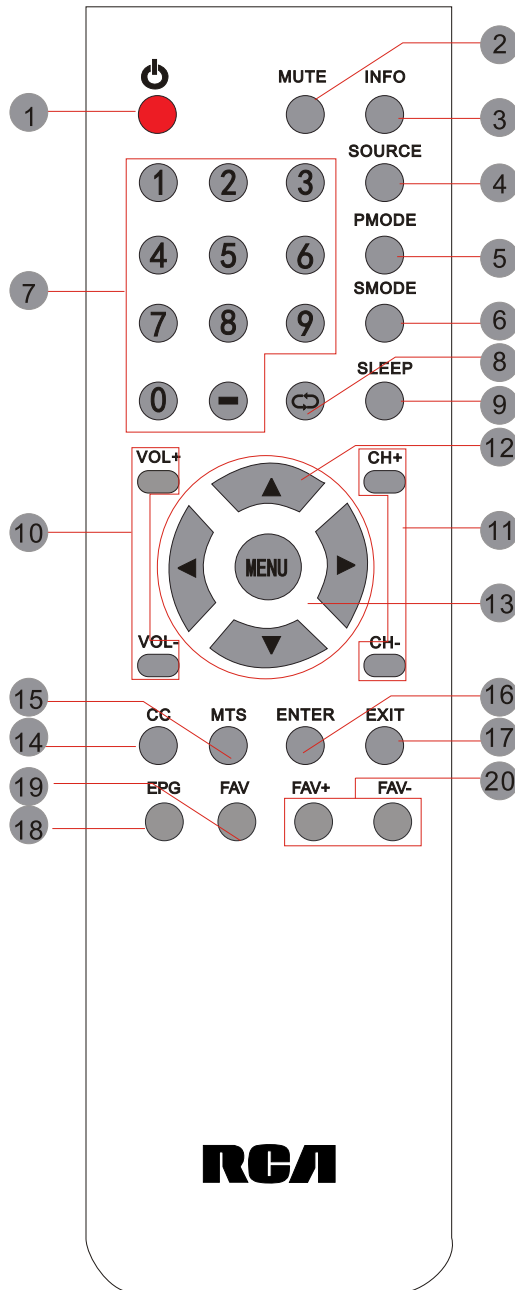 2
MUTE INFO
1
3
SOURCE
1 2 3
4
PMODE
4 5 6
5
7
SMODE
7 8 9
6
8
SLEEP
0 -
9
12
VOL+ CH+
10
11
MENU
13
VOL- CH-
15
16
CC MTS ENTER EXIT
14
17
19
20
EPG FAV FAV+ FAV-
18
RCA